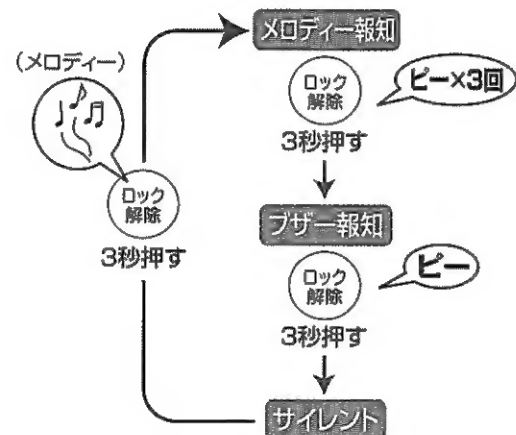 メロディー報知
(メロディー)
ロック
解除
ピー×3回
3秒押す
ロック
解除
3秒押す
ブザー報知
ロック
解除
ピー
3秒押す
サイレント